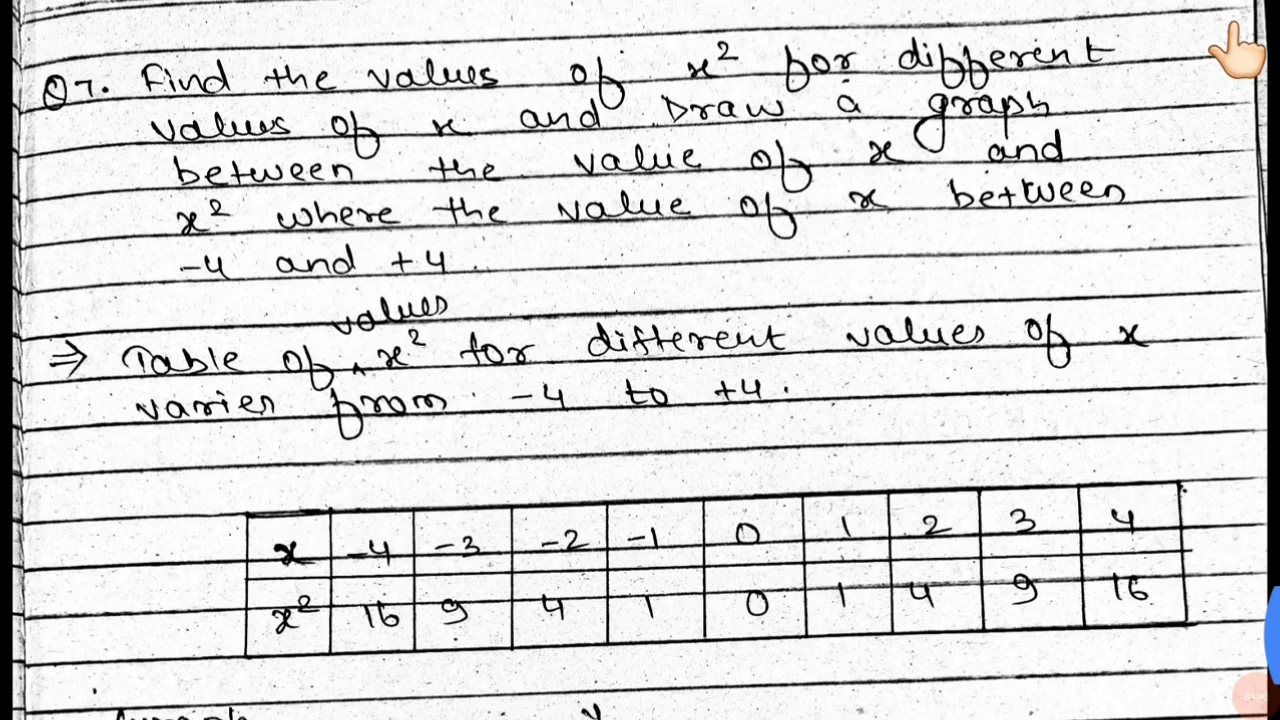 Q7. Find the values of x² for different
values of x and Draw a graph
between the value of x and
x² where the value of x between
-4 and +4.
values
⇒ Table of ‸ x² for different values of x
varies from -4 to +4.
x -4 -3 -2 -1 0 1 2 3 4
x² 16 9 4 1 0 1 4 9 16
Y